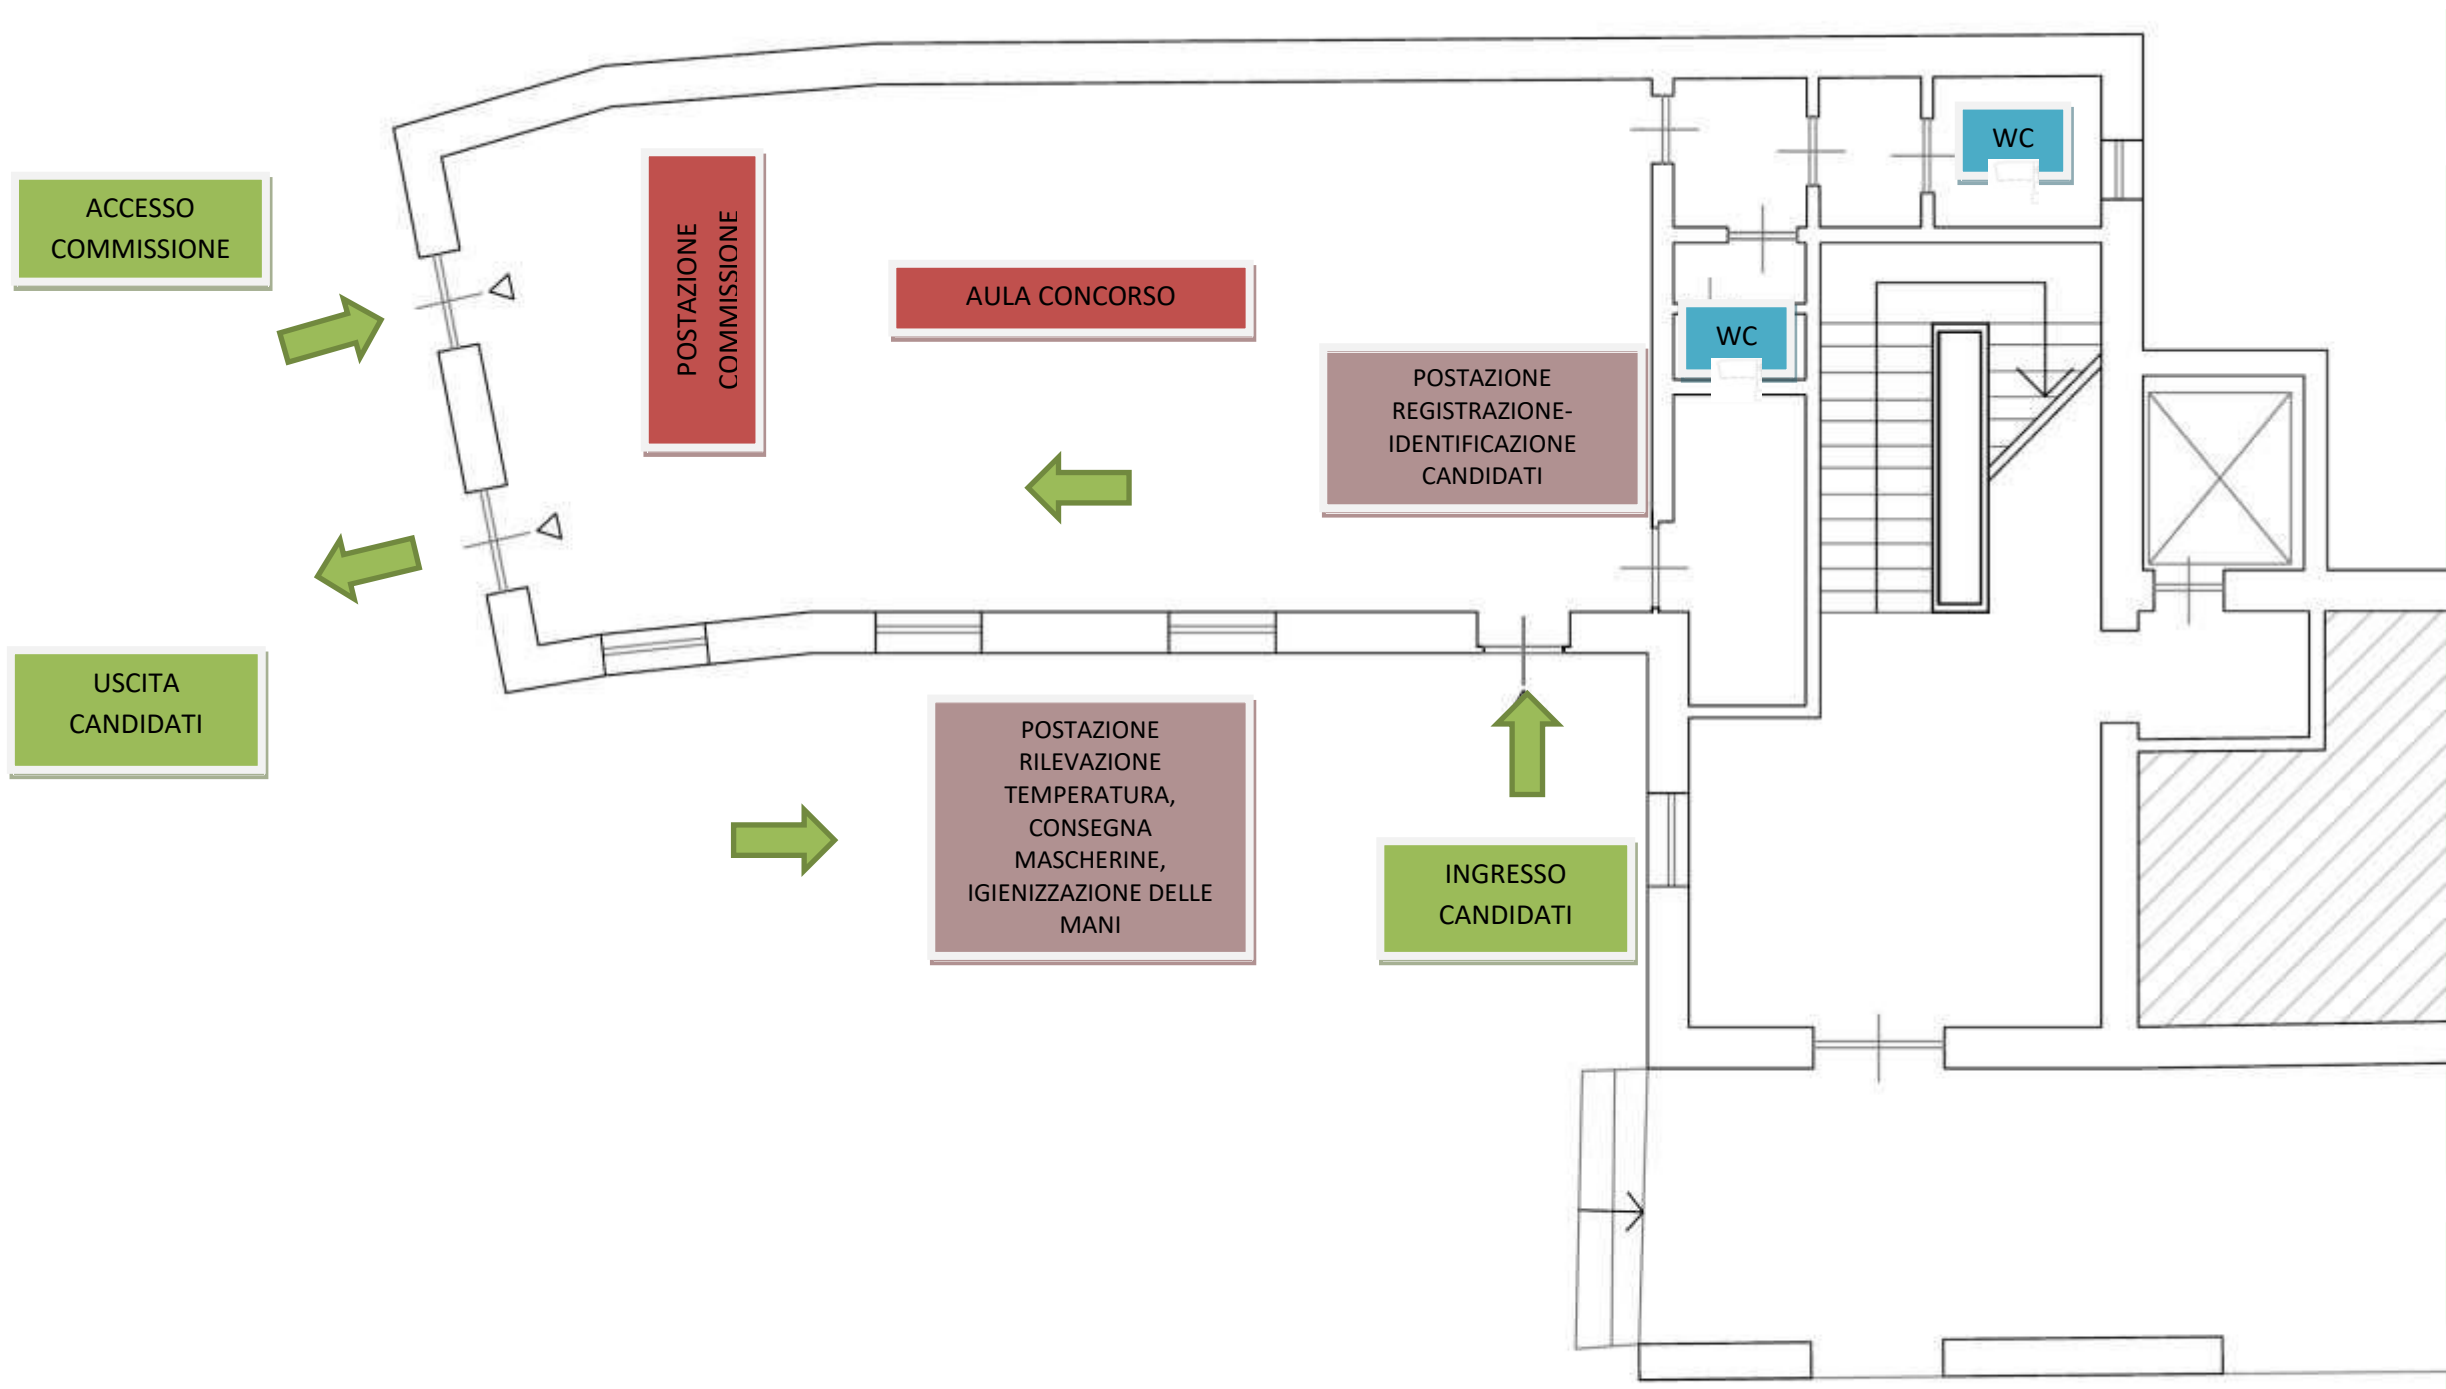 WC
ACCESSO
COMMISSIONE
POSTAZIONE
COMMISSIONE
AULA CONCORSO
WC
POSTAZIONE
REGISTRAZIONE-
IDENTIFICAZIONE
CANDIDATI
USCITA
CANDIDATI
POSTAZIONE
RILEVAZIONE
TEMPERATURA,
CONSEGNA
MASCHERINE,
IGIENIZZAZIONE DELLE
MANI
INGRESSO
CANDIDATI